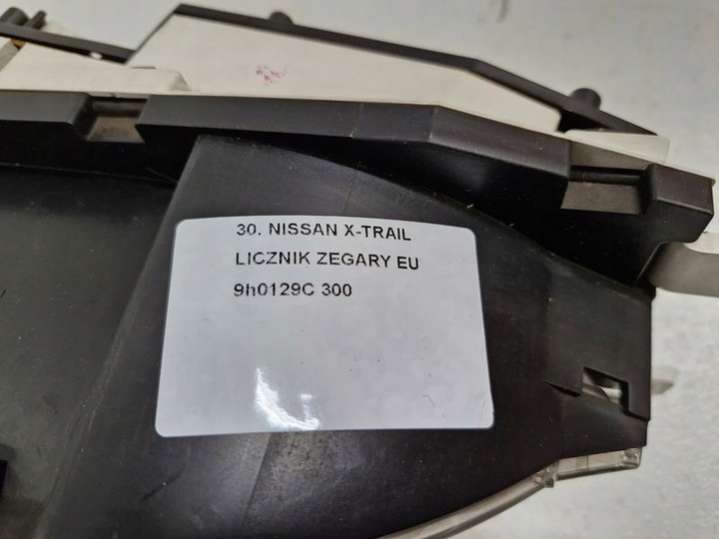 30. NISSAN X-TRAIL
LICZNIK ZEGARY EU
9h0129C 300